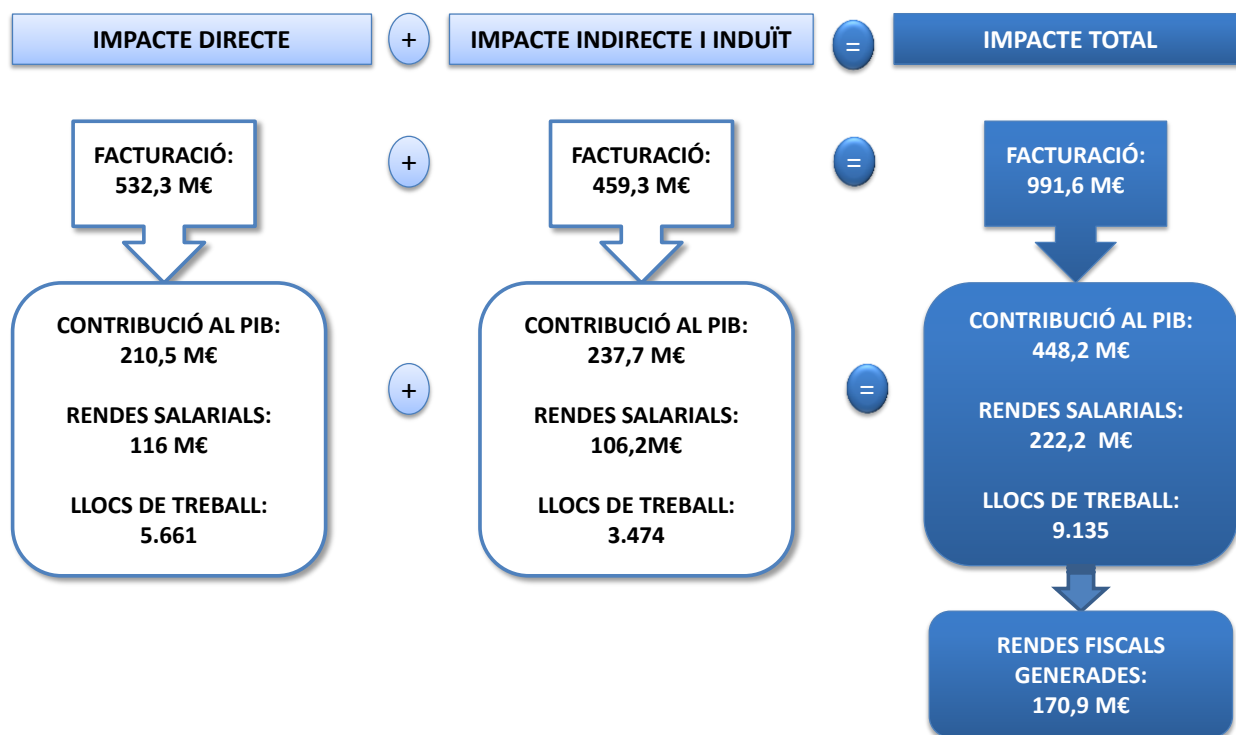 IMPACTE DIRECTE
+
IMPACTE INDIRECTE I INDUÏT
=
IMPACTE TOTAL
FACTURACIÓ:
532,3 M€
+
FACTURACIÓ:
459,3 M€
=
FACTURACIÓ:
991,6 M€
CONTRIBUCIÓ AL PIB:
210,5 M€
RENDES SALARIALS:
116 M€
LLOCS DE TREBALL:
5.661
+
CONTRIBUCIÓ AL PIB:
237,7 M€
RENDES SALARIALS:
106,2M€
LLOCS DE TREBALL:
3.474
=
CONTRIBUCIÓ AL PIB:
448,2 M€
RENDES SALARIALS:
222,2  M€
LLOCS DE TREBALL:
9.135
RENDES FISCALS
GENERADES:
170,9 M€